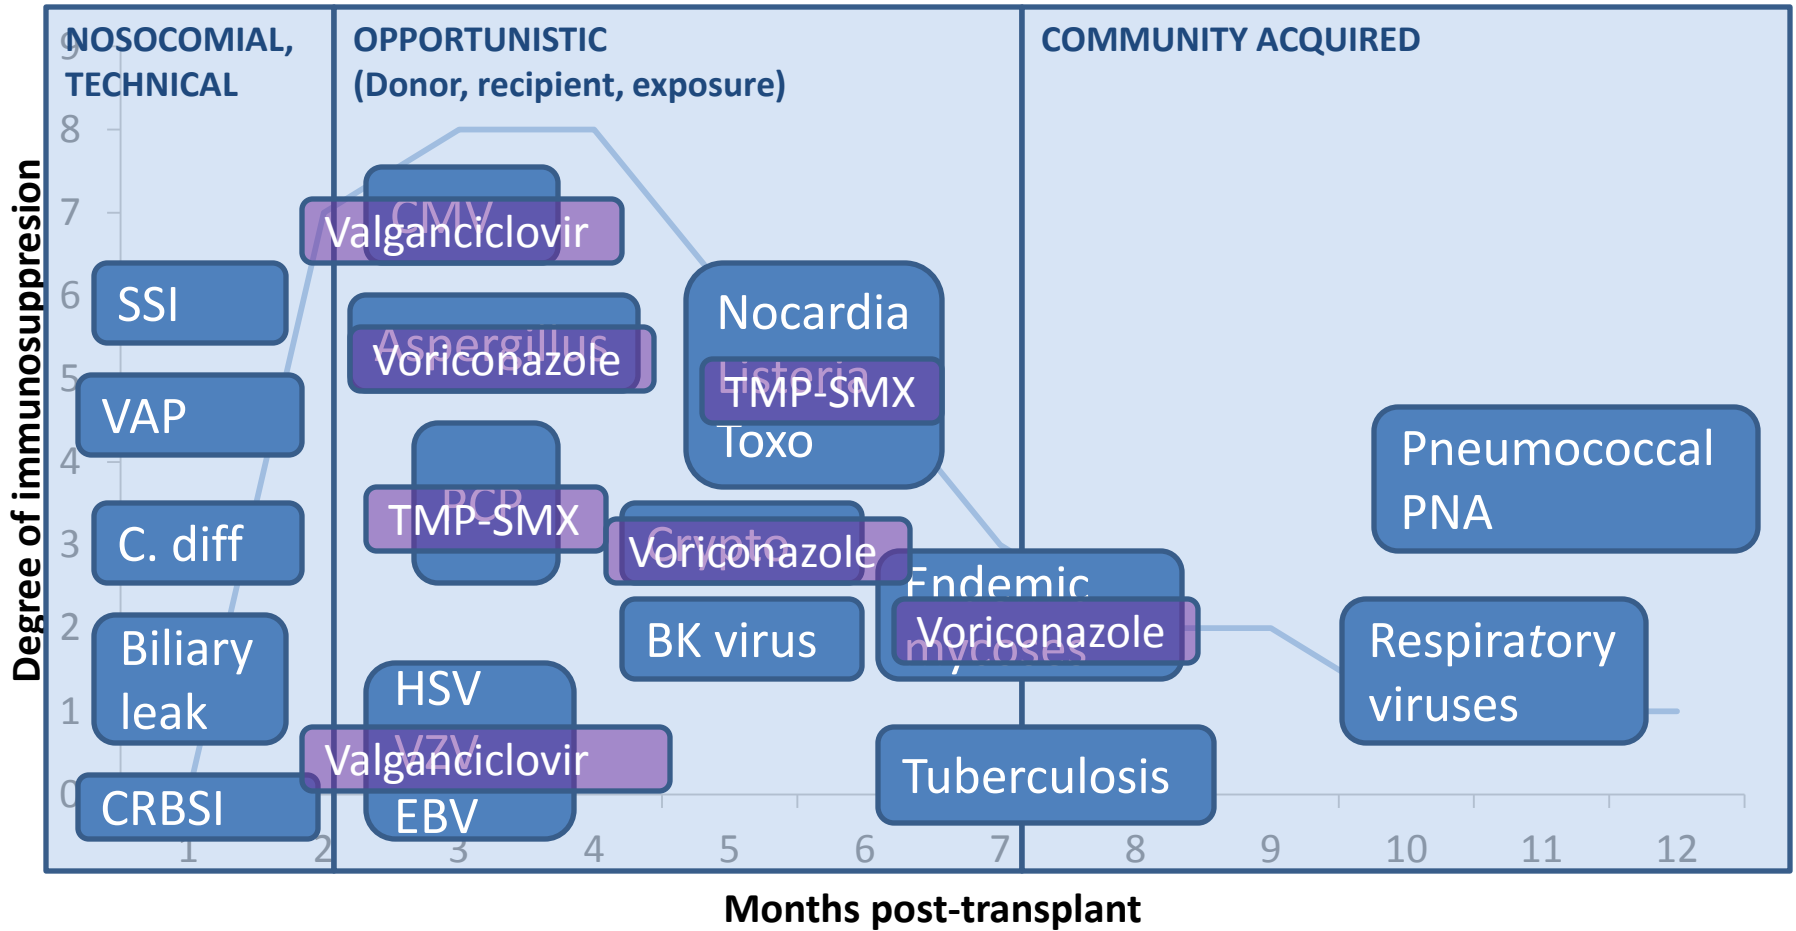 NOSOCOMIAL,
TECHNICAL
OPPORTUNISTIC
(Donor, recipient, exposure)
COMMUNITY ACQUIRED
Degree of immunosuppresion
9
8
7
6
5
4
3
2
1
0
SSI
VAP
C. diff
Biliary
leak
CRBSI
CMV
Valganciclovir
Aspergillus
Voriconazole
PCP
TMP-SMX
HSV
VZV
Valganciclovir
EBV
Nocardia
Listeria
TMP-SMX
Toxo
Crypto
Voriconazole
BK virus
Endemic
mycoses
Voriconazole
Tuberculosis
Pneumococcal
PNA
Respiratory
viruses
1 2 3 4 5 6 7 8 9 10 11 12
Months post-transplant